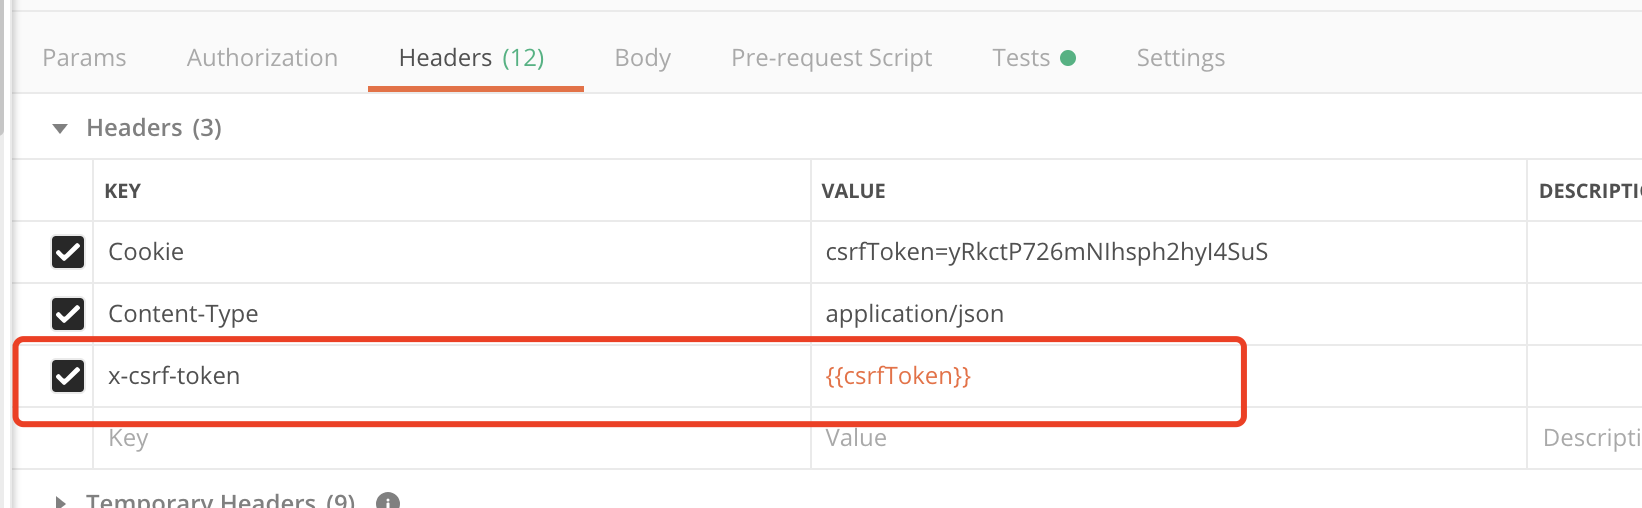 Params Authorization Headers (12) Body Pre-request Script Tests Settings
Headers (3)
KEY VALUE DESCRIPTI
Cookie csrfToken=yRkctP726mNIhsph2hyI4SuS
Content-Type application/json
x-csrf-token {{csrfToken}}
Key Value Descripti
Temporary Headers (9) i